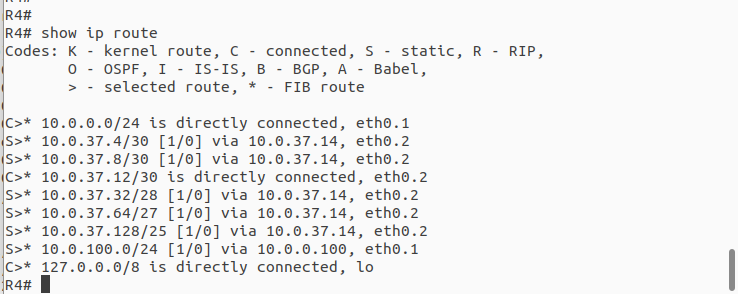 R4#
R4# show ip route
Codes: K - kernel route, C - connected, S - static, R - RIP,
       O - OSPF, I - IS-IS, B - BGP, A - Babel,
       > - selected route, * - FIB route

C>* 10.0.0.0/24 is directly connected, eth0.1
S>* 10.0.37.4/30 [1/0] via 10.0.37.14, eth0.2
S>* 10.0.37.8/30 [1/0] via 10.0.37.14, eth0.2
C>* 10.0.37.12/30 is directly connected, eth0.2
S>* 10.0.37.32/28 [1/0] via 10.0.37.14, eth0.2
S>* 10.0.37.64/27 [1/0] via 10.0.37.14, eth0.2
S>* 10.0.37.128/25 [1/0] via 10.0.37.14, eth0.2
S>* 10.0.100.0/24 [1/0] via 10.0.0.100, eth0.1
C>* 127.0.0.0/8 is directly connected, lo
R4#